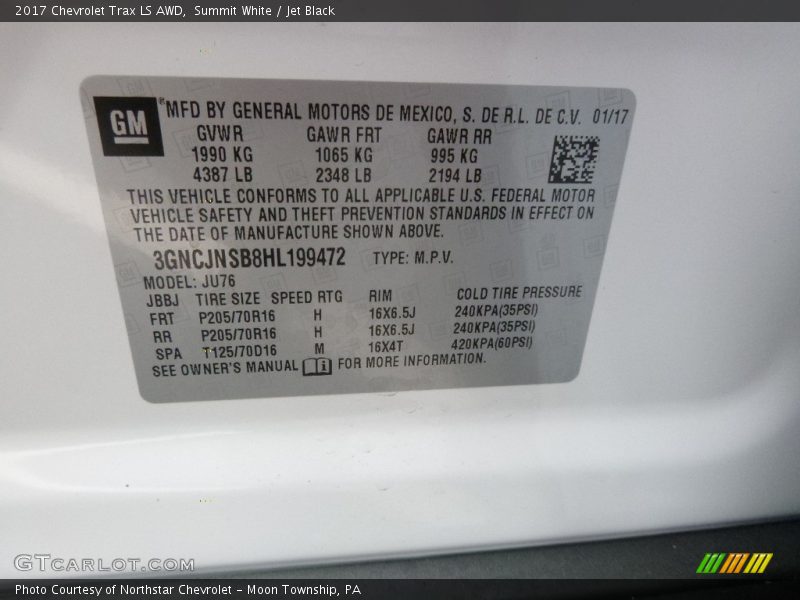 2017 Chevrolet Trax LS AWD,  Summit White / Jet Black
GM ® MFD BY GENERAL MOTORS DE MEXICO, S. DE R.L. DE C.V. 01/17
GVWR GAWR FRT GAWR RR
1990 KG 1065 KG 995 KG
4387 LB 2348 LB 2194 LB
THIS VEHICLE CONFORMS TO ALL APPLICABLE U.S. FEDERAL MOTOR
VEHICLE SAFETY AND THEFT PREVENTION STANDARDS IN EFFECT ON
THE DATE OF MANUFACTURE SHOWN ABOVE.
3GNCJNSB8HL199472 TYPE: M.P.V.
MODEL: JU76
JBBJ TIRE SIZE SPEED RTG RIM COLD TIRE PRESSURE
FRT P205/70R16 H 16X6.5J 240KPA(35PSI)
RR P205/70R16 H 16X6.5J 240KPA(35PSI)
SPA T125/70D16 M 16X4T 420KPA(60PSI)
SEE OWNER'S MANUAL i FOR MORE INFORMATION.
GTCARLOT.COM
Photo Courtesy of Northstar Chevrolet - Moon Township, PA